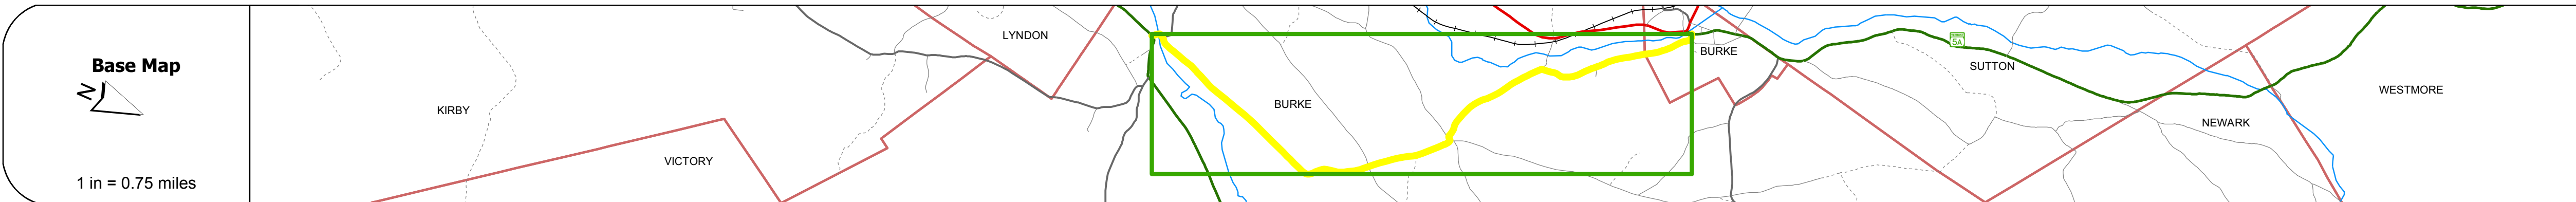 Base Map
N
1 in = 0.75 miles
KIRBY
VICTORY
LYNDON
BURKE
BURKE
5A
SUTTON
NEWARK
WESTMORE